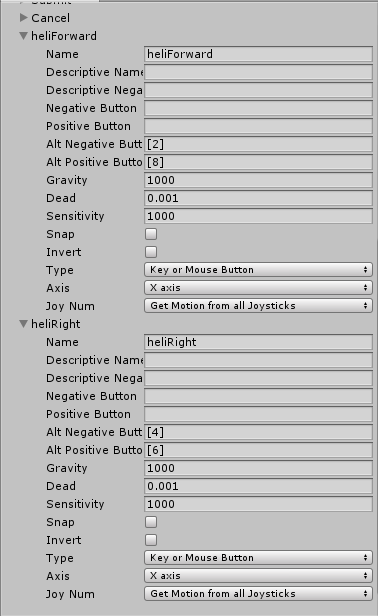 Cancel
heliForward
Name heliForward
Descriptive Name
Descriptive Nega
Negative Button
Positive Button
Alt Negative Butt [2]
Alt Positive Butto [8]
Gravity 1000
Dead 0.001
Sensitivity 1000
Snap
Invert
Type Key or Mouse Button
Axis X axis
Joy Num Get Motion from all Joysticks
heliRight
Name heliRight
Descriptive Name
Descriptive Nega
Negative Button
Positive Button
Alt Negative Butt [4]
Alt Positive Butto [6]
Gravity 1000
Dead 0.001
Sensitivity 1000
Snap
Invert
Type Key or Mouse Button
Axis X axis
Joy Num Get Motion from all Joysticks